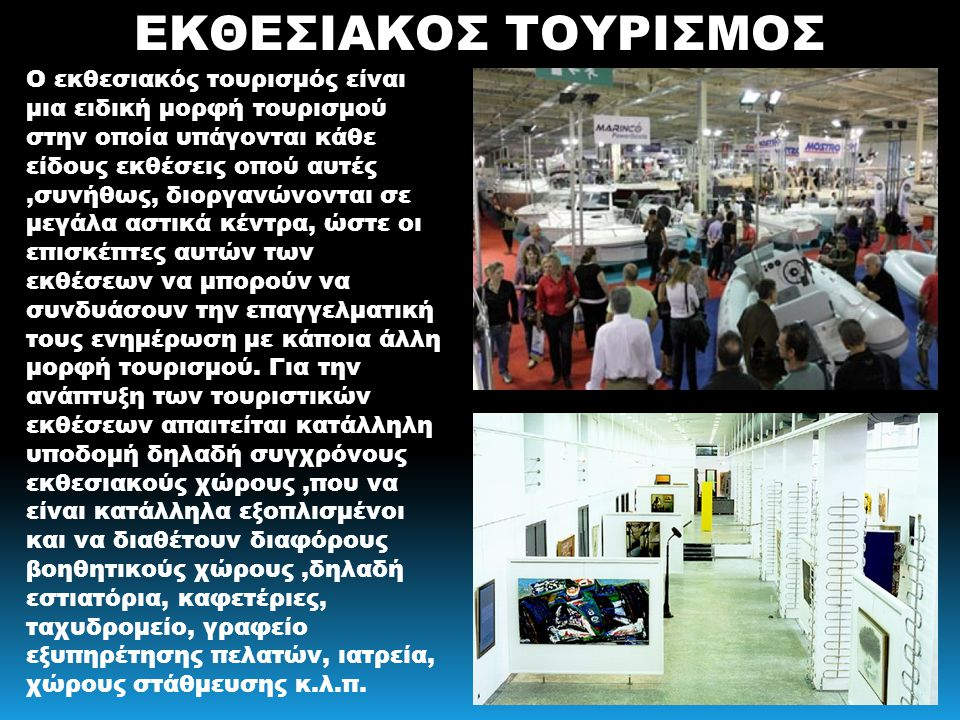 ΕΚΘΕΣΙΑΚΟΣ ΤΟΥΡΙΣΜΟΣ
Ο εκθεσιακός τουρισμός είναι
μια ειδική μορφή τουρισμού
στην οποία υπάγονται κάθε
είδους εκθέσεις οπού αυτές
,συνήθως, διοργανώνονται σε
μεγάλα αστικά κέντρα, ώστε οι
επισκέπτες αυτών των
εκθέσεων να μπορούν να
συνδυάσουν την επαγγελματική
τους ενημέρωση με κάποια άλλη
μορφή τουρισμού. Για την
ανάπτυξη των τουριστικών
εκθέσεων απαιτείται κατάλληλη
υποδομή δηλαδή συγχρόνους
εκθεσιακούς χώρους ,που να
είναι κατάλληλα εξοπλισμένοι
και να διαθέτουν διαφόρους
βοηθητικούς χώρους ,δηλαδή
εστιατόρια, καφετέριες,
ταχυδρομείο, γραφείο
εξυπηρέτησης πελατών, ιατρεία,
χώρους στάθμευσης κ.λ.π.
MARINCO
PowerBoats
MOSTRO